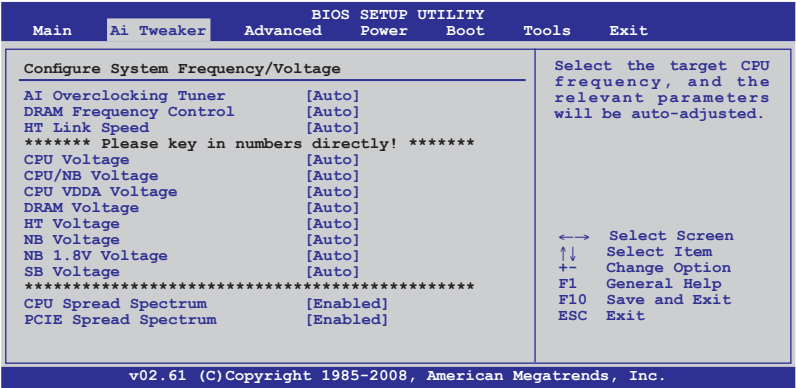 BIOS SETUP UTILITY
Main Ai Tweaker Advanced Power Boot Tools Exit
Configure System Frequency/Voltage
AI Overclocking Tuner [Auto]
DRAM Frequency Control [Auto]
HT Link Speed [Auto]
******* Please key in numbers directly! *******
CPU Voltage [Auto]
CPU/NB Voltage [Auto]
CPU VDDA Voltage [Auto]
DRAM Voltage [Auto]
HT Voltage [Auto]
NB Voltage [Auto]
NB 1.8V Voltage [Auto]
SB Voltage [Auto]
***********************************************
CPU Spread Spectrum [Enabled]
PCIE Spread Spectrum [Enabled]
Select the target CPU
frequency, and the
relevant parameters
will be auto-adjusted.
←→ Select Screen
↑↓ Select Item
+- Change Option
F1 General Help
F10 Save and Exit
ESC Exit
v02.61 (C)Copyright 1985-2008, American Megatrends, Inc.